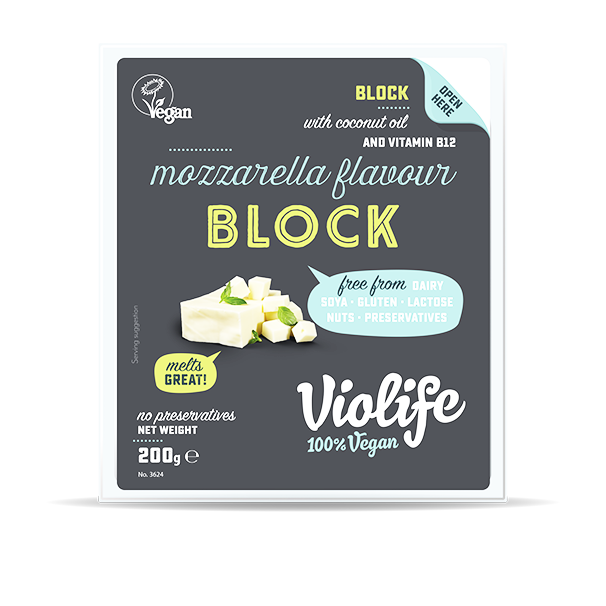 Vegan
BLOCK
with coconut oil
AND VITAMIN B12
OPEN
HERE
mozzarella flavour
BLOCK
free from DAIRY
SOYA · GLUTEN · LACTOSE
NUTS · PRESERVATIVES
Serving suggestion
melts
GREAT!
Violife
100% Vegan
no preservatives
NET WEIGHT
200g ℮
No. 3624